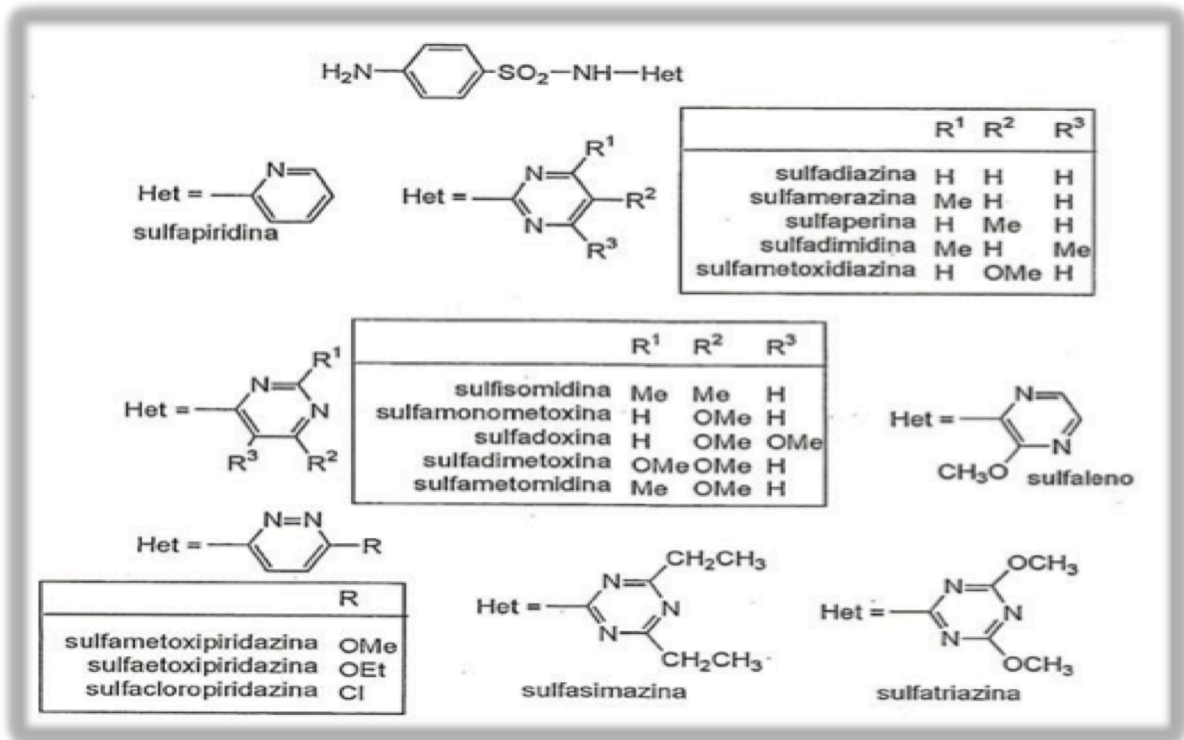 H₂N SO₂—NH—Het
R¹ R² R³
sulfadiazina H H H
sulfamerazina Me H H
sulfaperina H Me H
sulfadimidina Me H Me
sulfametoxidiazina H OMe H
Het = N
sulfapiridina
Het = N N R¹ R² R³
R¹ R² R³
sulfisomidina Me Me H
sulfamonometoxina H OMe H
sulfadoxina H OMe OMe
sulfadimetoxina OMe OMe H
sulfametomidina Me OMe H
Het = N N R¹ R³ R²
Het = N N CH₃O
sulfaleno
Het = N=N R
R
sulfametoxipiridazina OMe
sulfaetoxipiridazina OEt
sulfacloropiridazina Cl
Het = N N N CH₂CH₃ CH₂CH₃
sulfasimazina
Het = N N N OCH₃ OCH₃
sulfatriazina